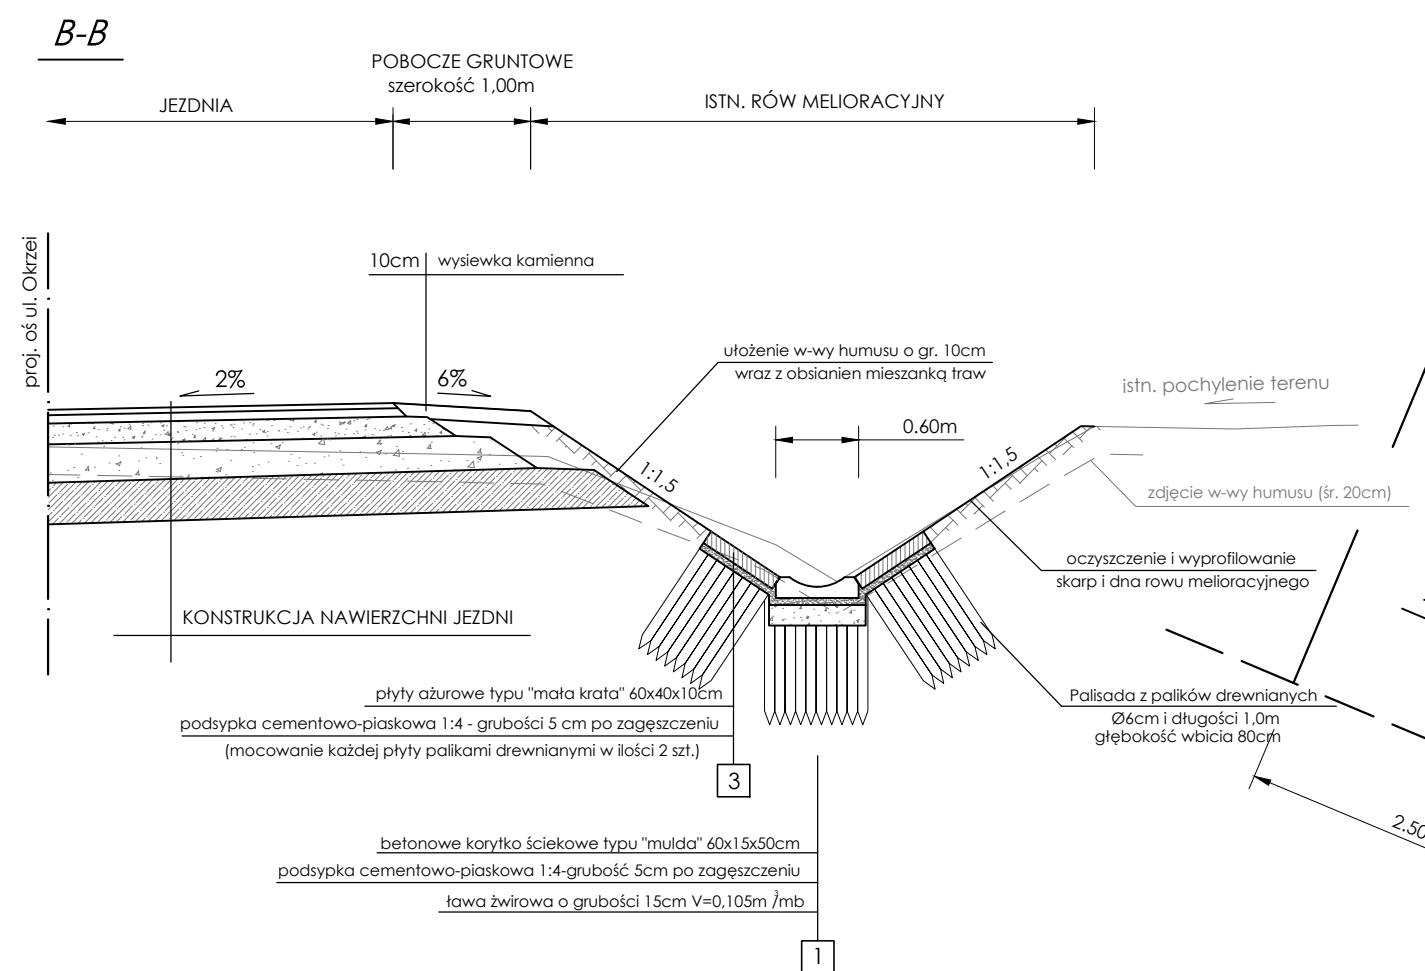 B-B
POBOCZE GRUNTOWE
szerokość 1,00m
JEZDNIA
ISTN. RÓW MELIORACYJNY
proj. oś ul. Okrzei
10cm
wysiewka kamienna
ułożenie w-wy humusu o gr. 10cm
wraz z obsianien mieszanką traw
2%
6%
istn. pochylenie terenu
0.60m
1:1,5
1:1,5
zdjęcie w-wy humusu (śr. 20cm)
oczyszczenie i wyprofilowanie
skarp i dna rowu melioracyjnego
KONSTRUKCJA NAWIERZCHNI JEZDNI
płyty ażurowe typu "mała krata" 60x40x10cm
podsypka cementowo-piaskowa 1:4 - grubości 5 cm po zagęszczeniu
(mocowanie każdej płyty palikami drewnianymi w ilości 2 szt.)
3
Palisada z palików drewnianych
Ø6cm i długości 1,0m
głębokość wbicia 80cm
2.50
betonowe korytko ściekowe typu "mulda" 60x15x50cm
podsypka cementowo-piaskowa 1:4-grubość 5cm po zagęszczeniu
ława żwirowa o grubości 15cm V=0,105m³/mb
1